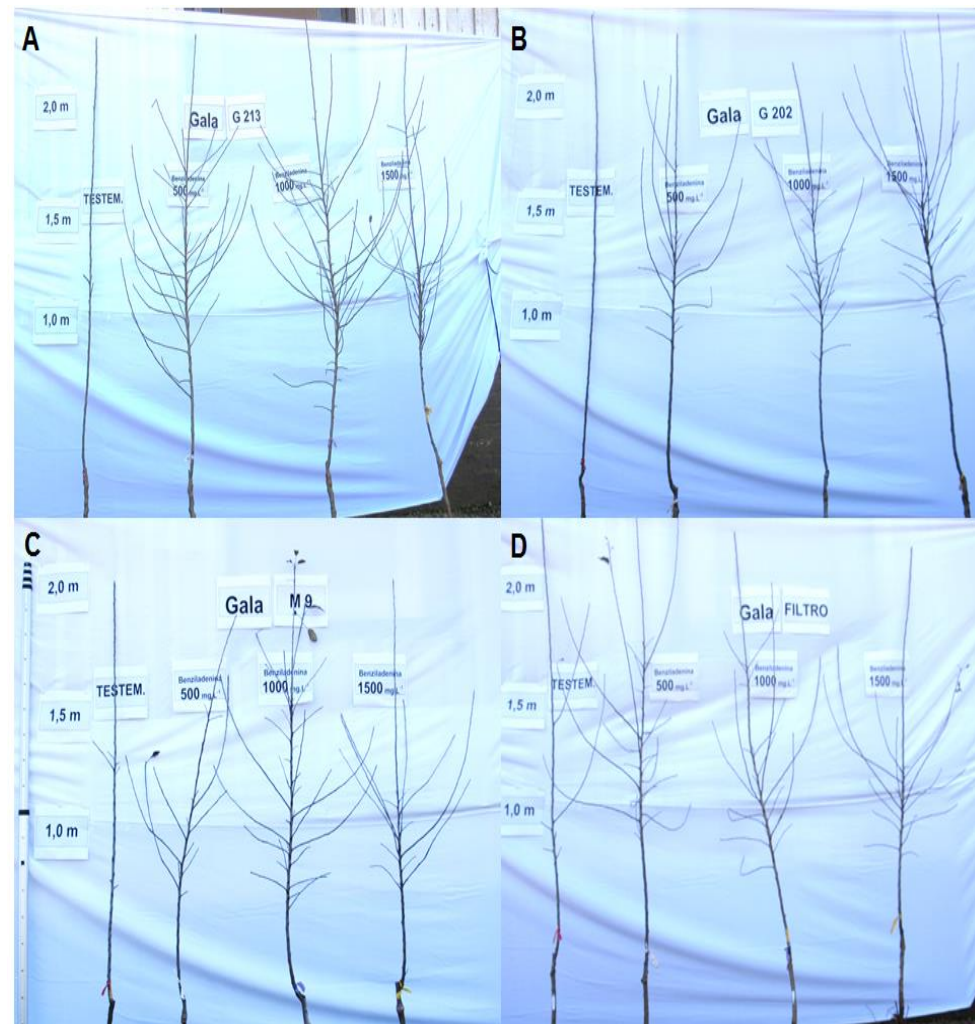 A
2,0 m
Gala
G 213
TESTEM.
Benziladenina
500 mg.L⁻¹
Benziladenina
1000 mg.L⁻¹
Benziladenina
1500 mg.L⁻¹
1,5 m
1,0 m
B
2,0 m
Gala
G 202
TESTEM.
Benziladenina
500 mg.L⁻¹
Benziladenina
1000 mg.L⁻¹
Benziladenina
1500 mg.L⁻¹
1,5 m
1,0 m
C
2,0 m
Gala
M 9
TESTEM.
Benziladenina
500 mg.L⁻¹
Benziladenina
1000 mg.L⁻¹
Benziladenina
1500 mg.L⁻¹
1,5 m
1,0 m
D
2,0 m
Gala
FILTRO
TESTEM.
Benziladenina
500 mg.L⁻¹
Benziladenina
1000 mg.L⁻¹
Benziladenina
1500 mg.L⁻¹
1,5 m
1,0 m